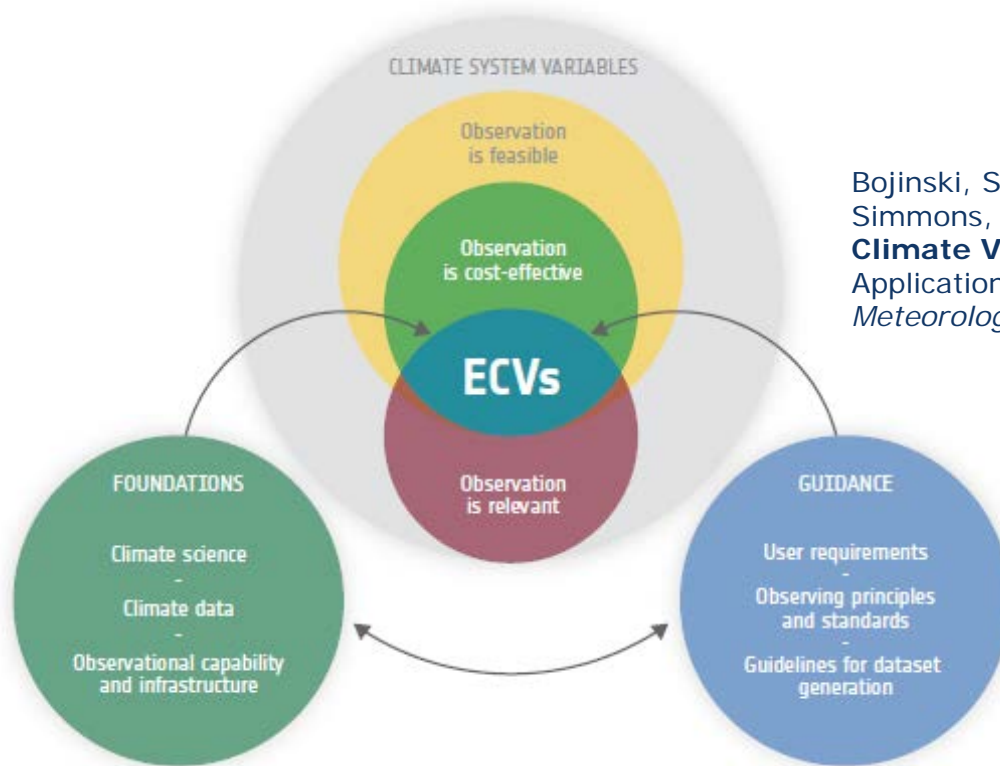 CLIMATE SYSTEM VARIABLES
Observation
is feasible
Observation
is cost-effective
ECVs
Observation
is relevant
Bojinski, S
Simmons,
Climate V
Application
Meteorolog
FOUNDATIONS
Climate science
-
Climate data
-
Observational capability
and infrastructure
GUIDANCE
User requirements
-
Observing principles
and standards
-
Guidelines for dataset
generation